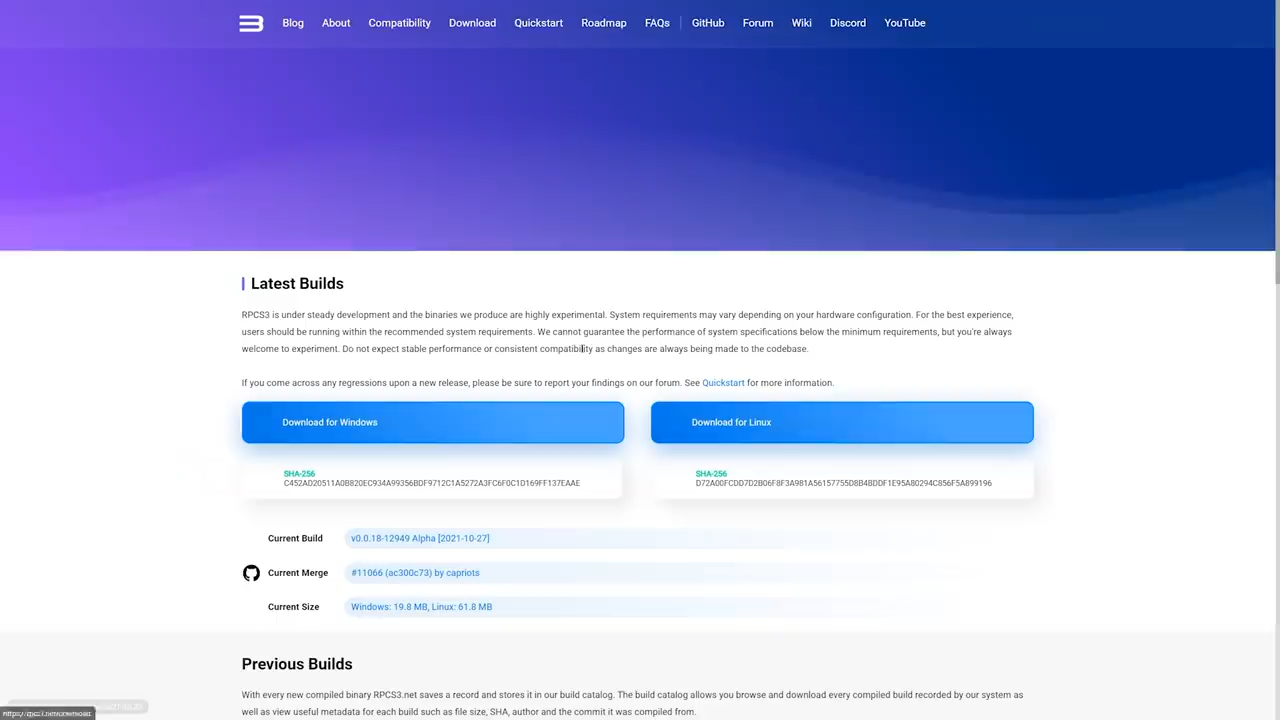 Blog About Compatibility Download Quickstart Roadmap FAQs GitHub Forum Wiki Discord YouTube
Latest Builds
RPCS3 is under steady development and the binaries we produce are highly experimental. System requirements may vary depending on your hardware configuration. For the best experience,
users should be running within the recommended system requirements. We cannot guarantee the performance of system specifications below the minimum requirements, but you're always
welcome to experiment. Do not expect stable performance or consistent compatibility as changes are always being made to the codebase.
If you come across any regressions upon a new release, please be sure to report your findings on our forum. See Quickstart for more information.
Download for Windows
Download for Linux
SHA-256
C452AD20511A0B820EC934A99356BDF9712C1A5272A3FC6F0C1D169FF137EAAE
SHA-256
D72A00FCDD7D2B06F8F3A981A56157755D8B4BDDF1E95A80294C856F5A899196
Current Build v0.0.18-12949 Alpha [2021-10-27]
Current Merge #11066 (ac300c73) by capriots
Current Size Windows: 19.8 MB, Linux: 61.8 MB
Previous Builds
With every new compiled binary RPCS3.net saves a record and stores it in our build catalog. The build catalog allows you browse and download every compiled build recorded by our system as
well as view useful metadata for each build such as file size, SHA, author and the commit it was compiled from.